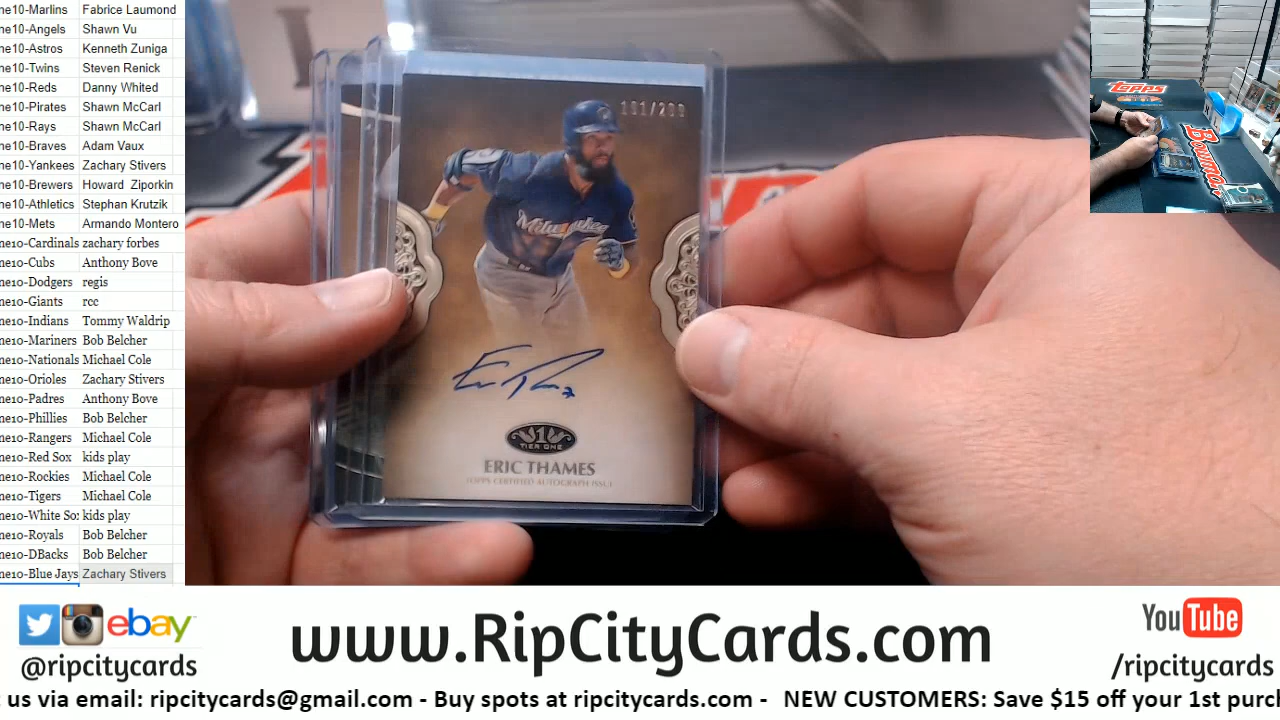 ne10-Marlins Fabrice Laumond
ne10-Angels Shawn Vu
ne10-Astros Kenneth Zuniga
ne10-Twins Steven Renick
ne10-Reds Danny Whited
ne10-Pirates Shawn McCarl
ne10-Rays Shawn McCarl
ne10-Braves Adam Vaux
ne10-Yankees Zachary Stivers
ne10-Brewers Howard Ziporkin
ne10-Athletics Stephan Krutzik
ne10-Mets Armando Montero
ne10-Cardinals zachary forbes
ne10-Cubs Anthony Bove
ne10-Dodgers regis
ne10-Giants rcc
ne10-Indians Tommy Waldrip
ne10-Mariners Bob Belcher
ne10-Nationals Michael Cole
ne10-Orioles Zachary Stivers
ne10-Padres Anthony Bove
ne10-Phillies Bob Belcher
ne10-Rangers Michael Cole
ne10-Red Sox kids play
ne10-Rockies Michael Cole
ne10-Tigers Michael Cole
ne10-White Sox kids play
ne10-Royals Bob Belcher
ne10-DBacks Bob Belcher
ne10-Blue Jays Zachary Stivers
Milwaukee
1
TIER ONE
ERIC THAMES
TOPPS CERTIFIED AUTOGRAPH ISSUE
Topps
Bowman
ebay
@ripcitycards
www.RipCityCards.com
YouTube
/ripcitycards
t us via email: ripcitycards@gmail.com - Buy spots at ripcitycards.com - NEW CUSTOMERS: Save $15 off your 1st purch